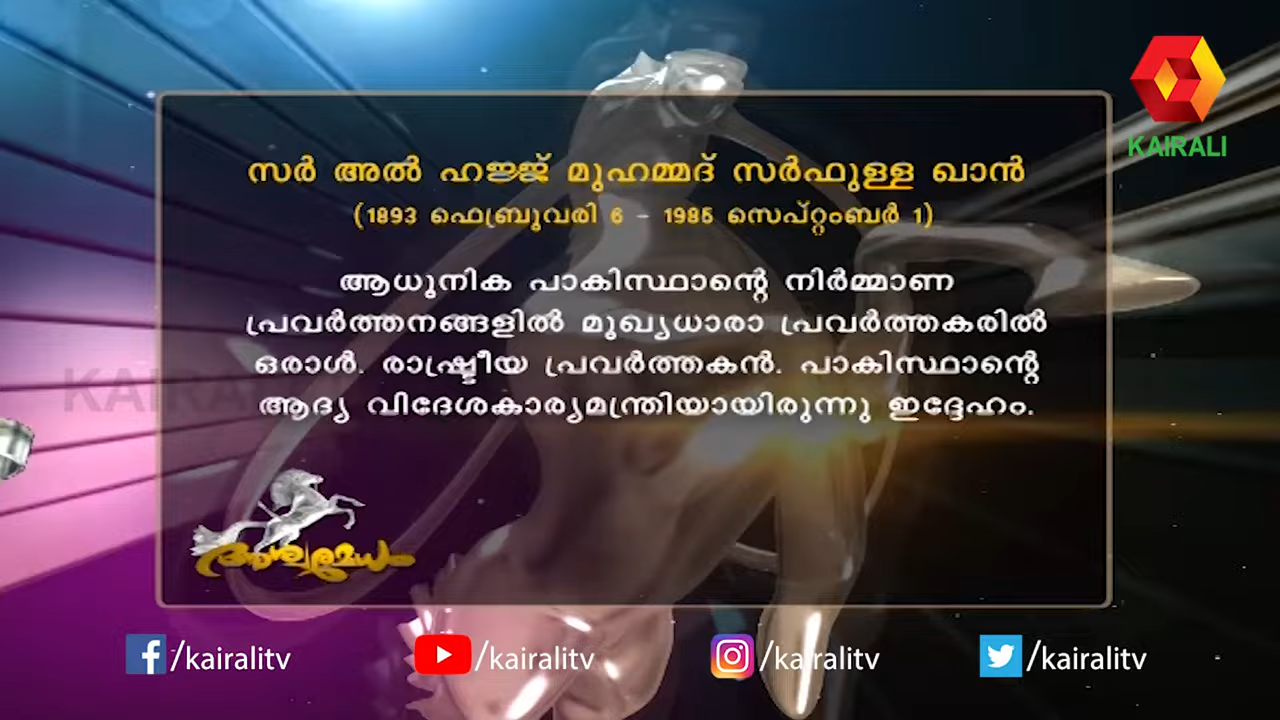 KAIRALI
സർ അൽ ഹജ്ജ് മുഹമ്മദ് സർഫുള്ള ഖാൻ
(1893 ഫെബ്രുവരി 6 - 1985 സെപ്റ്റംബർ 1)
ആധുനിക പാകിസ്ഥാന്റെ നിർമ്മാണ
പ്രവർത്തനങ്ങളിൽ മുഖ്യധാരാ പ്രവർത്തകരിൽ
ഒരാൾ. രാഷ്ട്രീയ പ്രവർത്തകൻ. പാകിസ്ഥാന്റെ
ആദ്യ വിദേശകാര്യമന്ത്രിയായിരുന്നു ഇദ്ദേഹം.
KAIRALI
അശ്വമേധം
/kairalitv /kairalitv /kairalitv /kairalitv